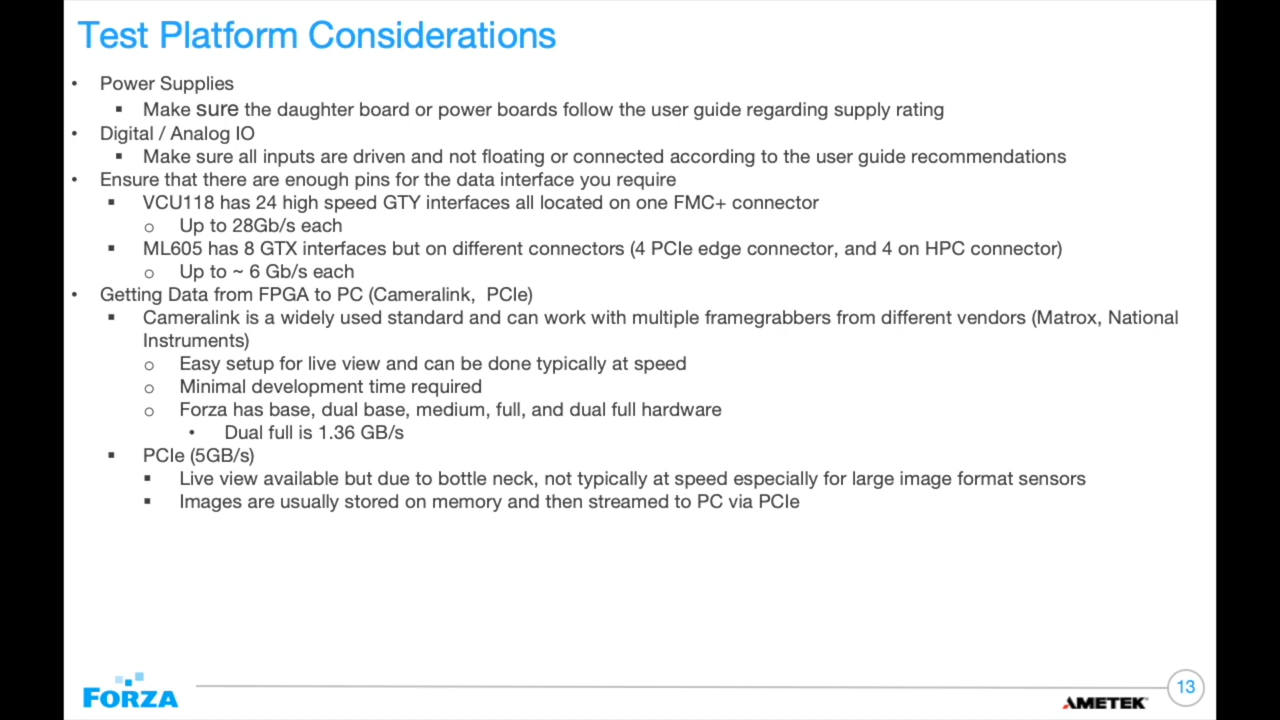 Test Platform Considerations
• Power Supplies
▪ Make sure the daughter board or power boards follow the user guide regarding supply rating
• Digital / Analog IO
▪ Make sure all inputs are driven and not floating or connected according to the user guide recommendations
• Ensure that there are enough pins for the data interface you require
▪ VCU118 has 24 high speed GTY interfaces all located on one FMC+ connector
o Up to 28Gb/s each
▪ ML605 has 8 GTX interfaces but on different connectors (4 PCIe edge connector, and 4 on HPC connector)
o Up to ~ 6 Gb/s each
• Getting Data from FPGA to PC (Cameralink, PCIe)
▪ Cameralink is a widely used standard and can work with multiple framegrabbers from different vendors (Matrox, National
Instruments)
o Easy setup for live view and can be done typically at speed
o Minimal development time required
o Forza has base, dual base, medium, full, and dual full hardware
• Dual full is 1.36 GB/s
▪ PCIe (5GB/s)
▪ Live view available but due to bottle neck, not typically at speed especially for large image format sensors
▪ Images are usually stored on memory and then streamed to PC via PCIe
FORZA
AMETEK
13